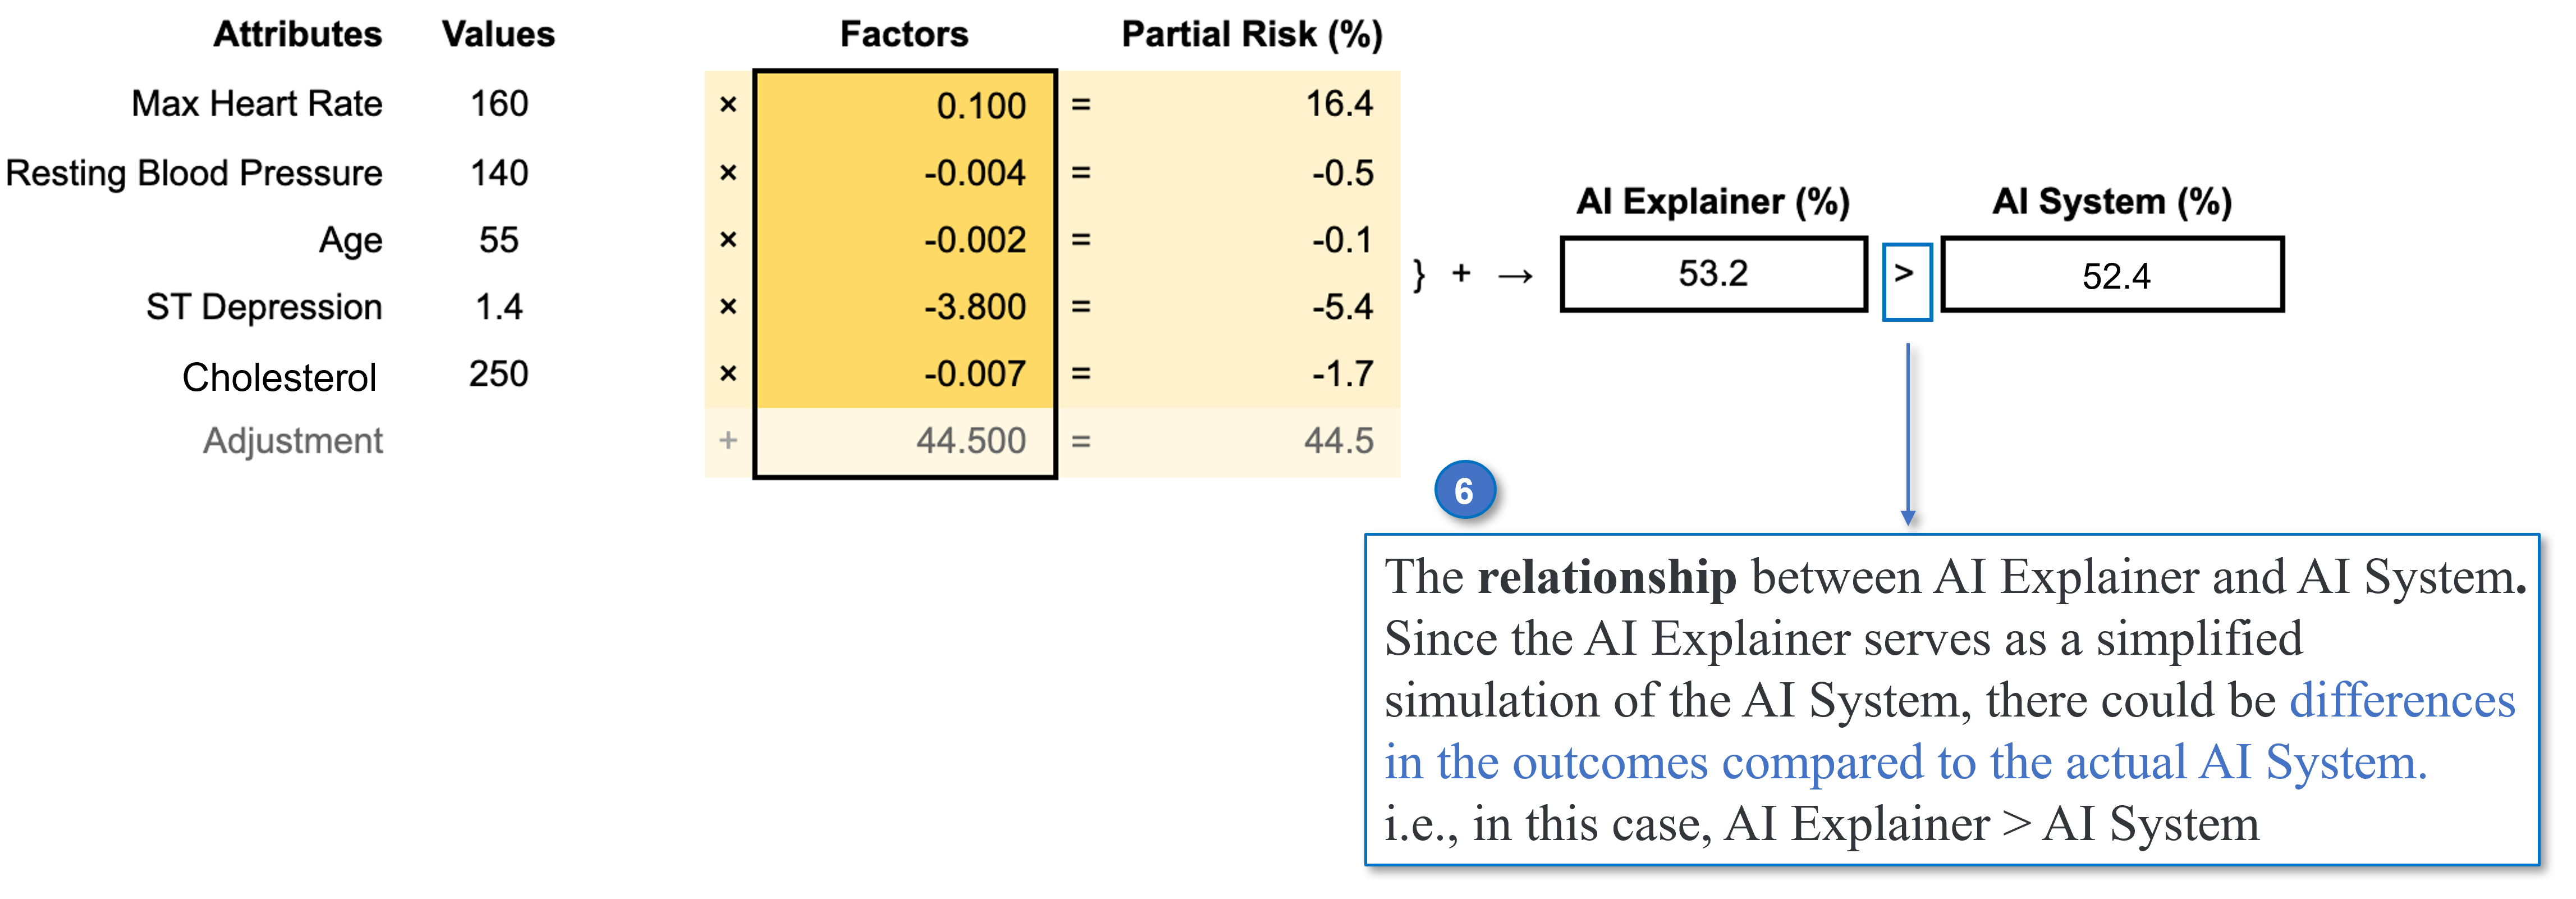 Attributes Values Factors Partial Risk (%)
Max Heart Rate 160 × 0.100 = 16.4
Resting Blood Pressure 140 × -0.004 = -0.5
AI Explainer (%) AI System (%)
Age 55 × -0.002 = -0.1
} + → 53.2 > 52.4
ST Depression 1.4 × -3.800 = -5.4
Cholesterol 250 × -0.007 = -1.7
Adjustment + 44.500 = 44.5
6
The relationship between AI Explainer and AI System.
Since the AI Explainer serves as a simplified
simulation of the AI System, there could be differences
in the outcomes compared to the actual AI System.
i.e., in this case, AI Explainer > AI System